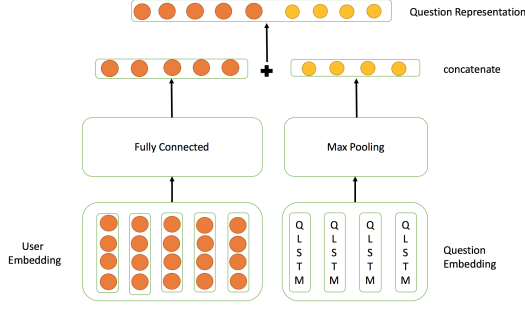 Question Representation
concatenate
+
Fully Connected
Max Pooling
User
Embedding
Q L S T M
Q L S T M
Q L S T M
Q L S T M
Question
Embedding